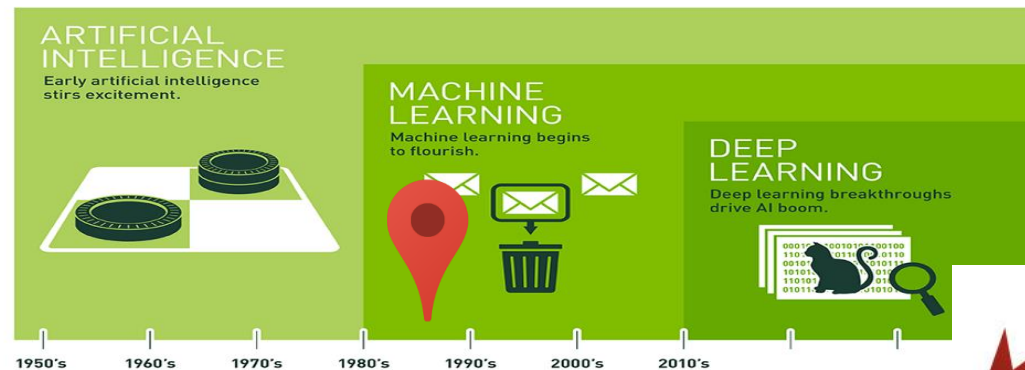 ARTIFICIAL
INTELLIGENCE
Early artificial intelligence
stirs excitement.
MACHINE
LEARNING
Machine learning begins
to flourish.
DEEP
LEARNING
Deep learning breakthroughs
drive AI boom.
1950's 1960's 1970's 1980's 1990's 2000's 2010's